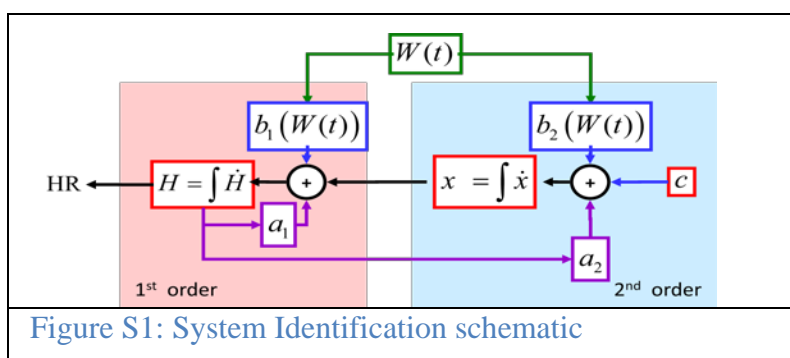 W(t)
b₁(W(t))
b₂(W(t))
HR
H = ∫Ḣ
+
x = ∫ẋ
+
c
a₁
a₂
1st order
2nd order
Figure S1: System Identification schematic